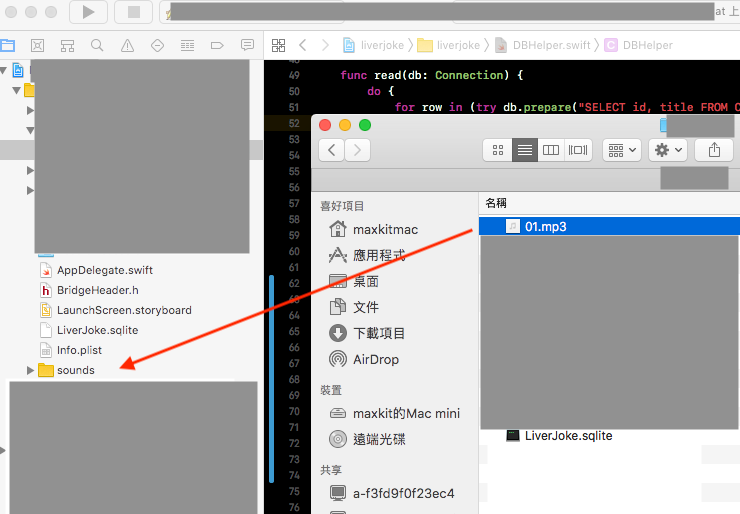 at 上
liverjoke
liverjoke
DBHelper.swift
DBHelper
49 func read(db: Connection) {
50 do {
51 for row in (try db.prepare("SELECT id, title FROM
52
53
54
55
56
57
58
59
60
61
62
63
64
65
66
67
68
69
70
71
72
73
74
75
76
AppDelegate.swift
BridgeHeader.h
LaunchScreen.storyboard
LiverJoke.sqlite
Info.plist
sounds
喜好項目
maxkitmac
應用程式
桌面
文件
下載項目
AirDrop
裝置
maxkit的Mac mini
遠端光碟
共享
a-f3fd9f0f23ec4
名稱
01.mp3
LiverJoke.sqlite